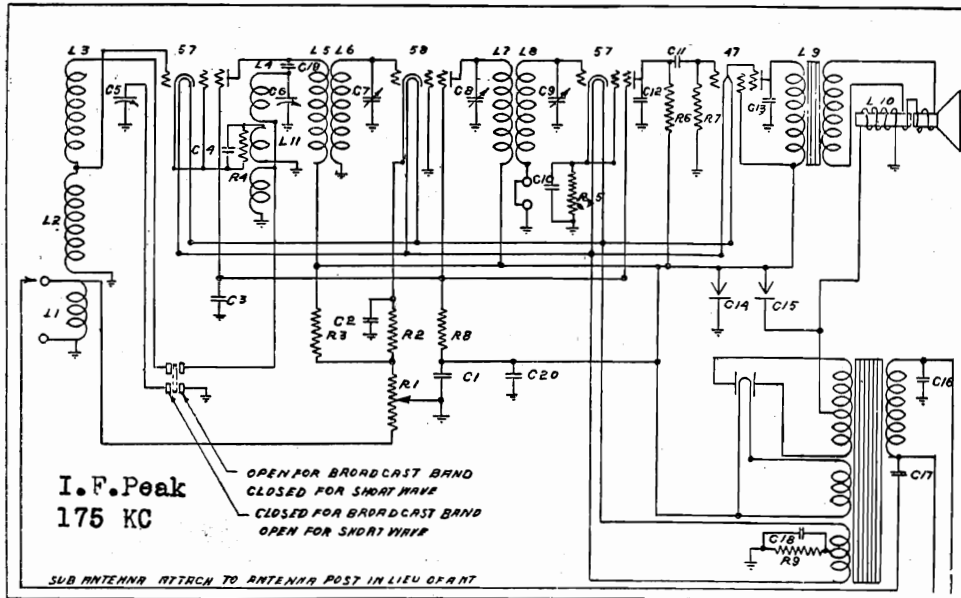 L3
57
L4
C19
L5 L6
58
L7 L8
57
C11
47
L9
C5
C6
C7
C8
C9
C12
R6
R7
C13
L10
C4
L11
R4
C10
R5
L2
L1
C3
C2
R3
R2
R8
C14
C15
R1
C1
C20
C16
C17
OPEN FOR BROADCAST BAND
CLOSED FOR SHORT WAVE
CLOSED FOR BROADCAST BAND
OPEN FOR SHORT WAVE
I.F.Peak
175 KC
C18
R9
SUB ANTENNA ATTACH TO ANTENNA POST IN LIEU OF ANT